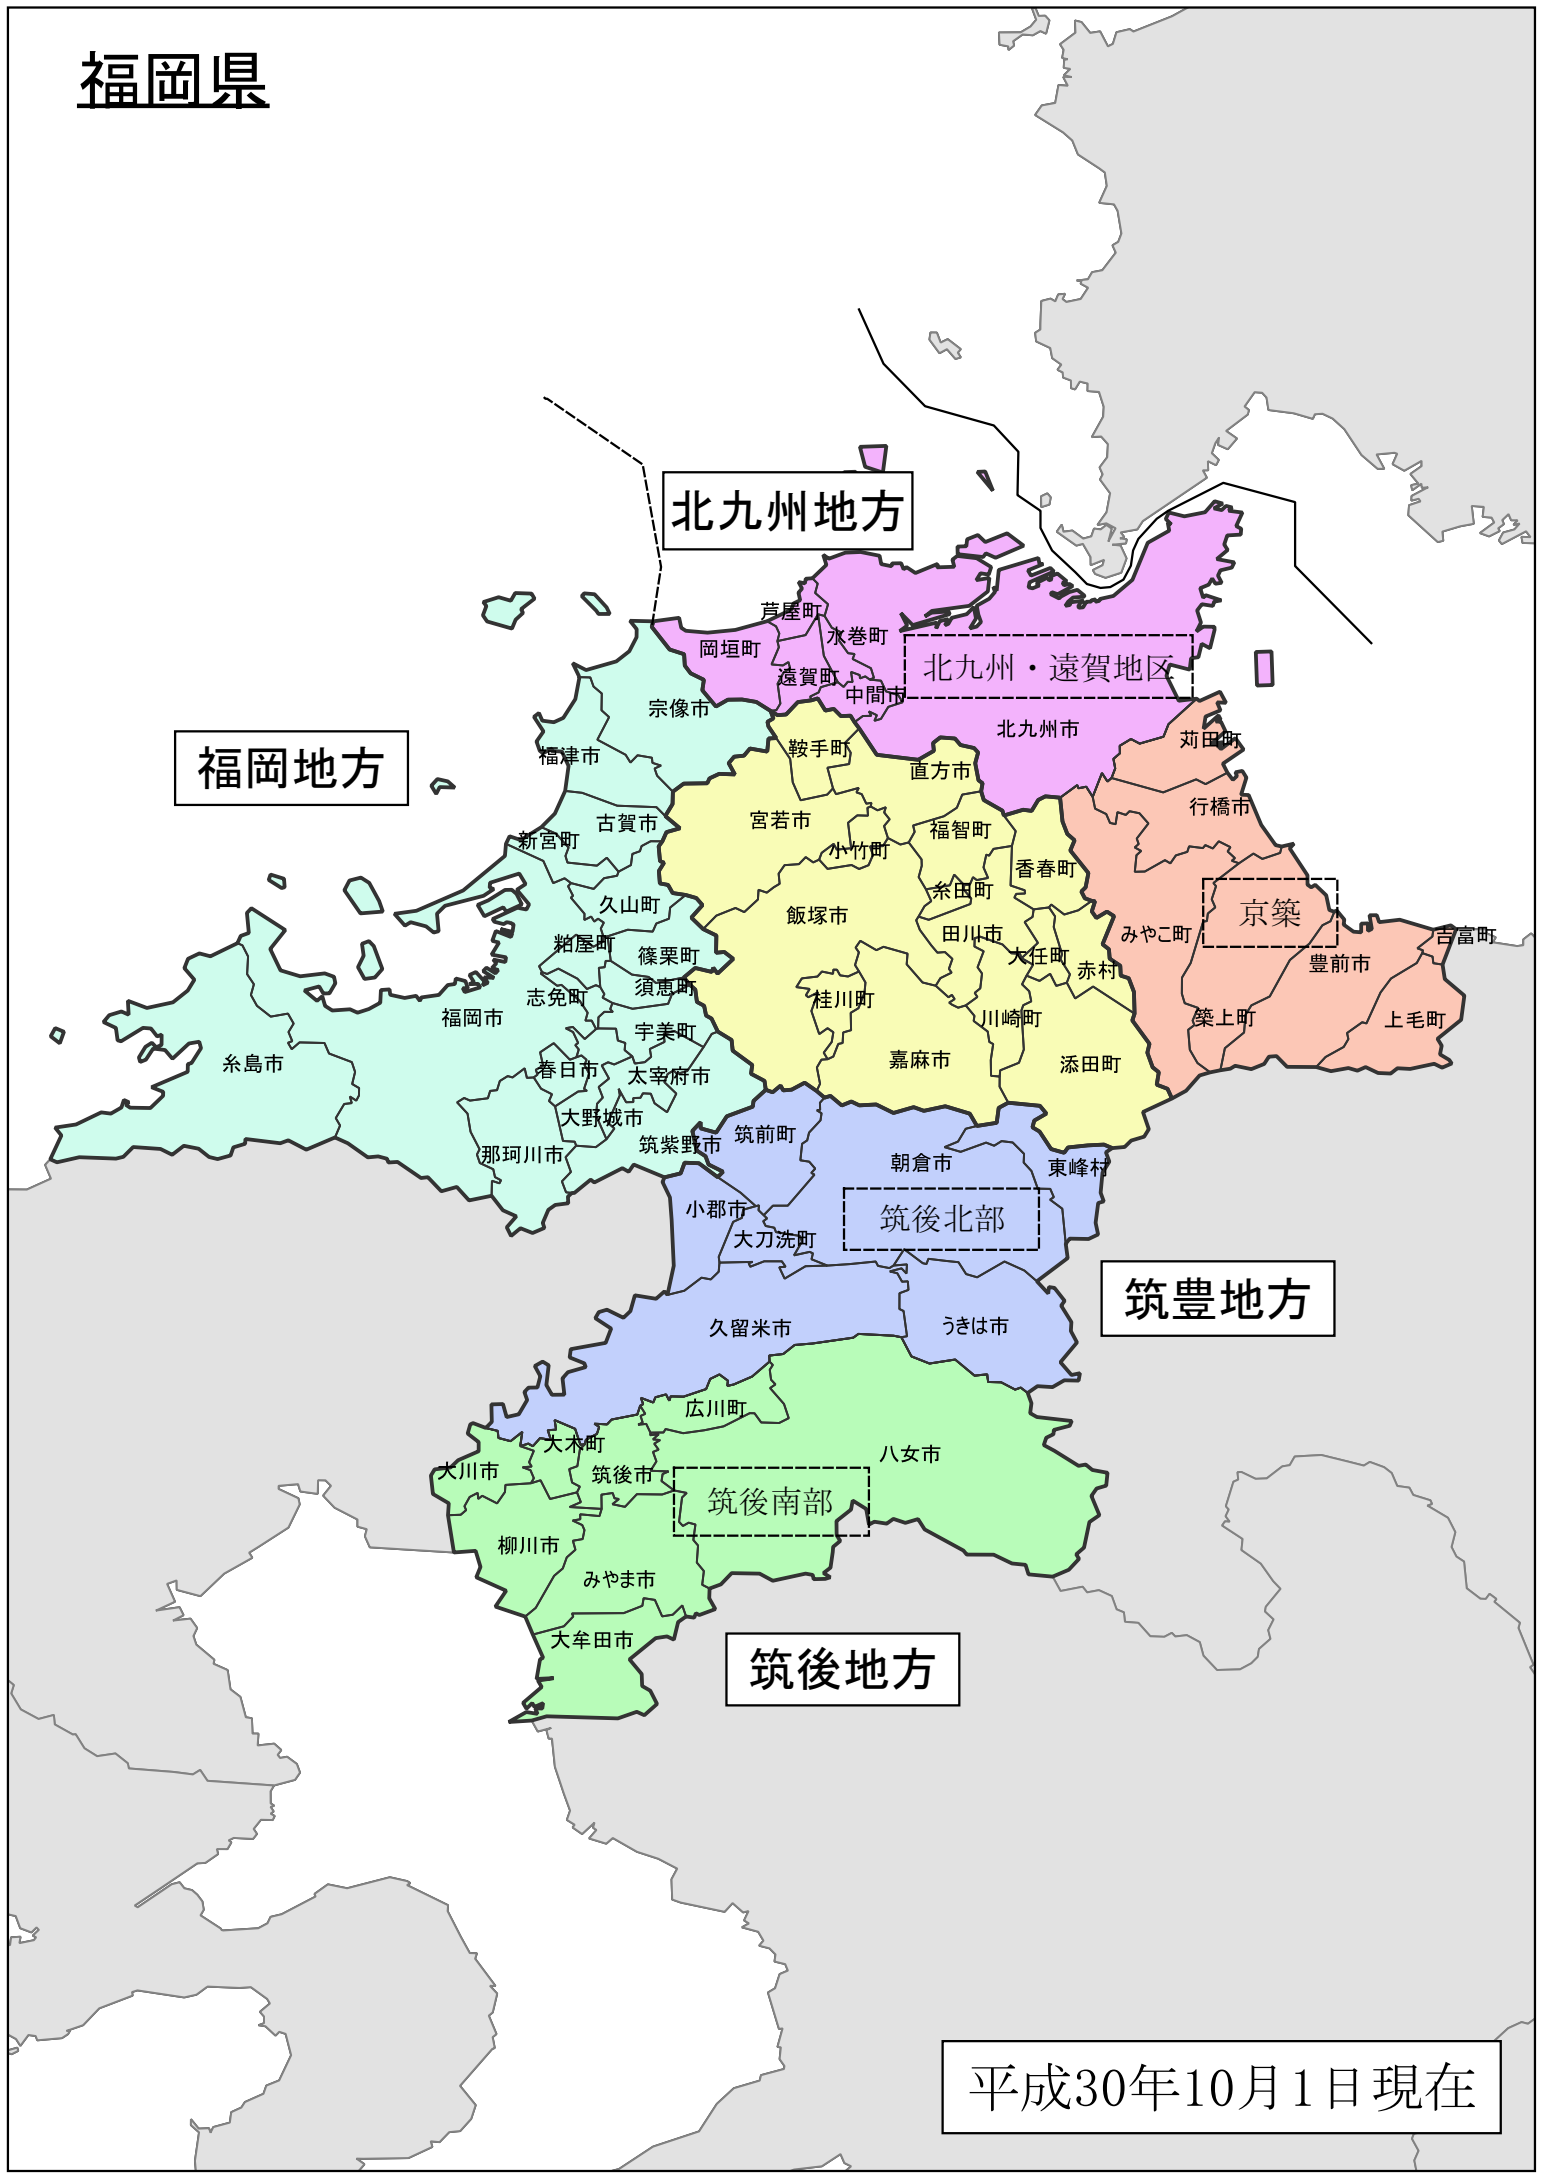 福岡県
北九州地方
芦屋町
水巻町
岡垣町
遠賀町
北九州・遠賀地区
中間市
宗像市
北九州市
苅田町
福岡地方
福津市
鞍手町
直方市
行橋市
古賀市
宮若市
福智町
新宮町
小竹町
香春町
糸田町
久山町
飯塚市
京築
田川市
みやこ町
吉富町
粕屋町
篠栗町
大任町
赤村
豊前市
須恵町
志免町
桂川町
福岡市
川崎町
築上町
上毛町
宇美町
糸島市
春日市
太宰府市
嘉麻市
添田町
大野城市
筑紫野市
筑前町
那珂川市
朝倉市
東峰村
小郡市
筑後北部
大刀洗町
筑豊地方
久留米市
うきは市
広川町
大木町
八女市
大川市
筑後市
筑後南部
柳川市
みやま市
大牟田市
筑後地方
平成30年10月1日現在